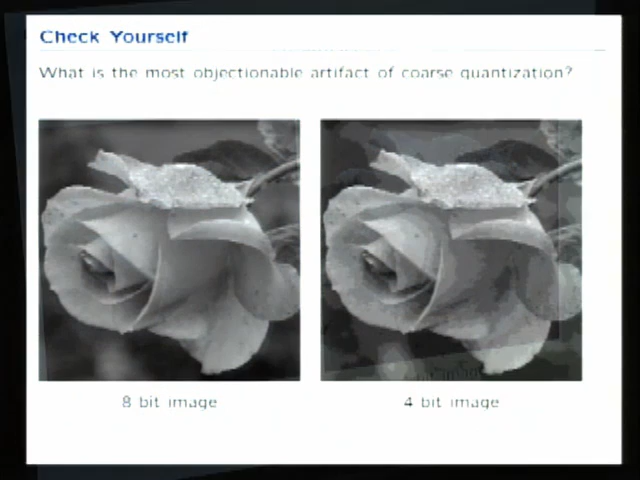 Check Yourself
What is the most objectionable artifact of coarse quantization?
8 bit image
4 bit image